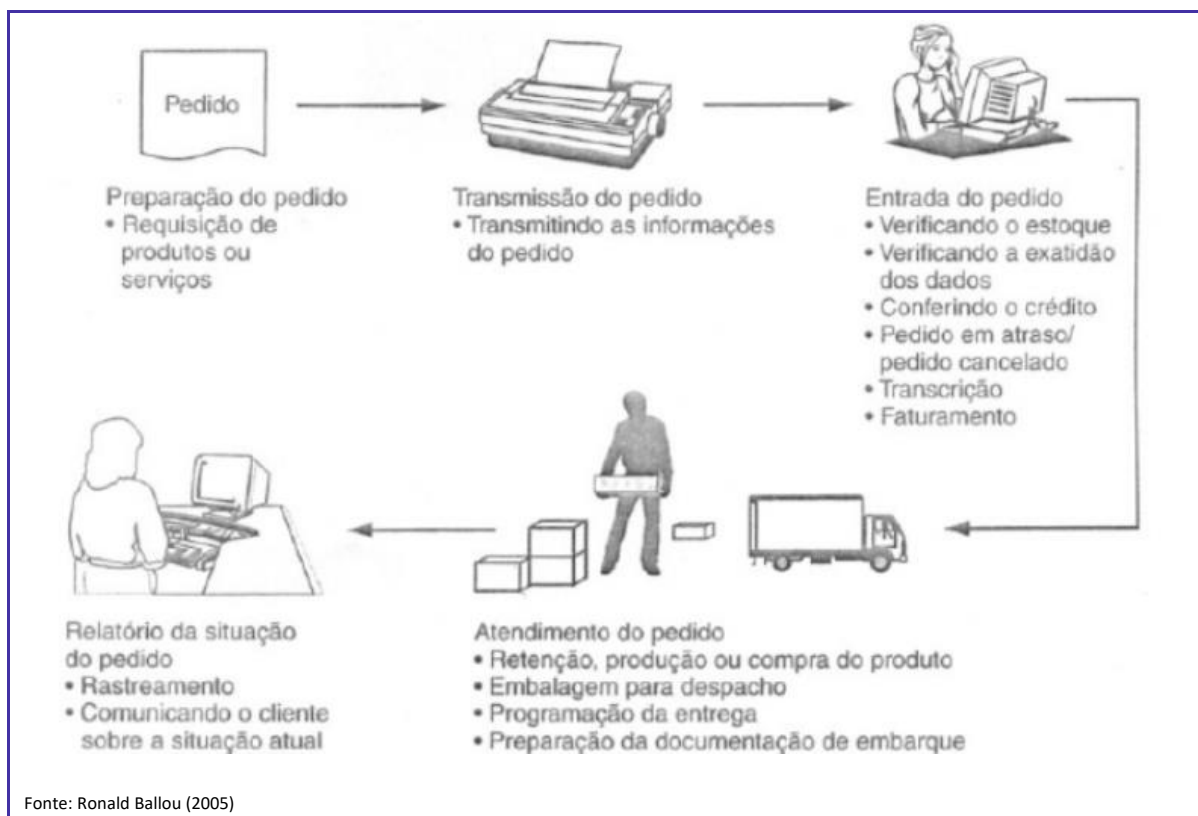 Pedido
Preparação do pedido
• Requisição de
produtos ou
serviços
Transmissão do pedido
• Transmitindo as informações
do pedido
Entrada do pedido
• Verificando o estoque
• Verificando a exatidão
dos dados
• Conferindo o crédito
• Pedido em atraso/
pedido cancelado
• Transcrição
• Faturamento
Relatório da situação
do pedido
• Rastreamento
• Comunicando o cliente
sobre a situação atual
Atendimento do pedido
• Retenção, produção ou compra do produto
• Embalagem para despacho
• Programação da entrega
• Preparação da documentação de embarque
Fonte: Ronald Ballou (2005)